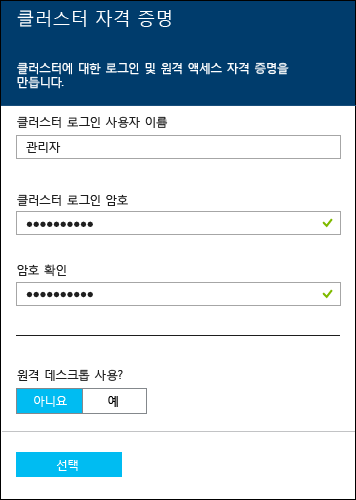 클러스터 자격 증명
클러스터에 대한 로그인 및 원격 액세스 자격 증명을
만듭니다.
클러스터 로그인 사용자 이름
관리자
클러스터 로그인 암호
●●●●●●●●●●
암호 확인
●●●●●●●●●●
원격 데스크톱 사용?
아니요 예
선택